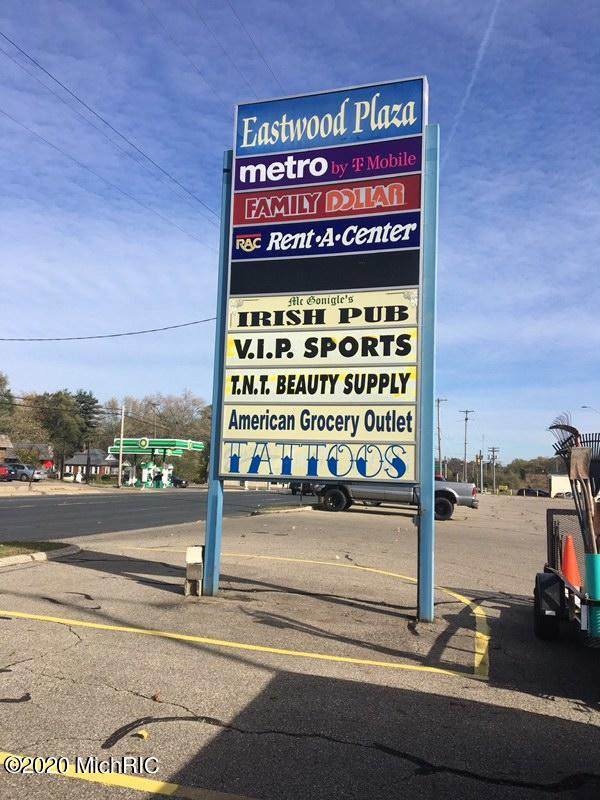 Eastwood Plaza
metro by T Mobile
FAMILY DOLLAR
RAC Rent·A·Center
Mc Gonigle's
IRISH PUB
V.I.P. SPORTS
T.N.T. BEAUTY SUPPLY
American Grocery Outlet
TATTOOS
bp
©2020 MichRIC